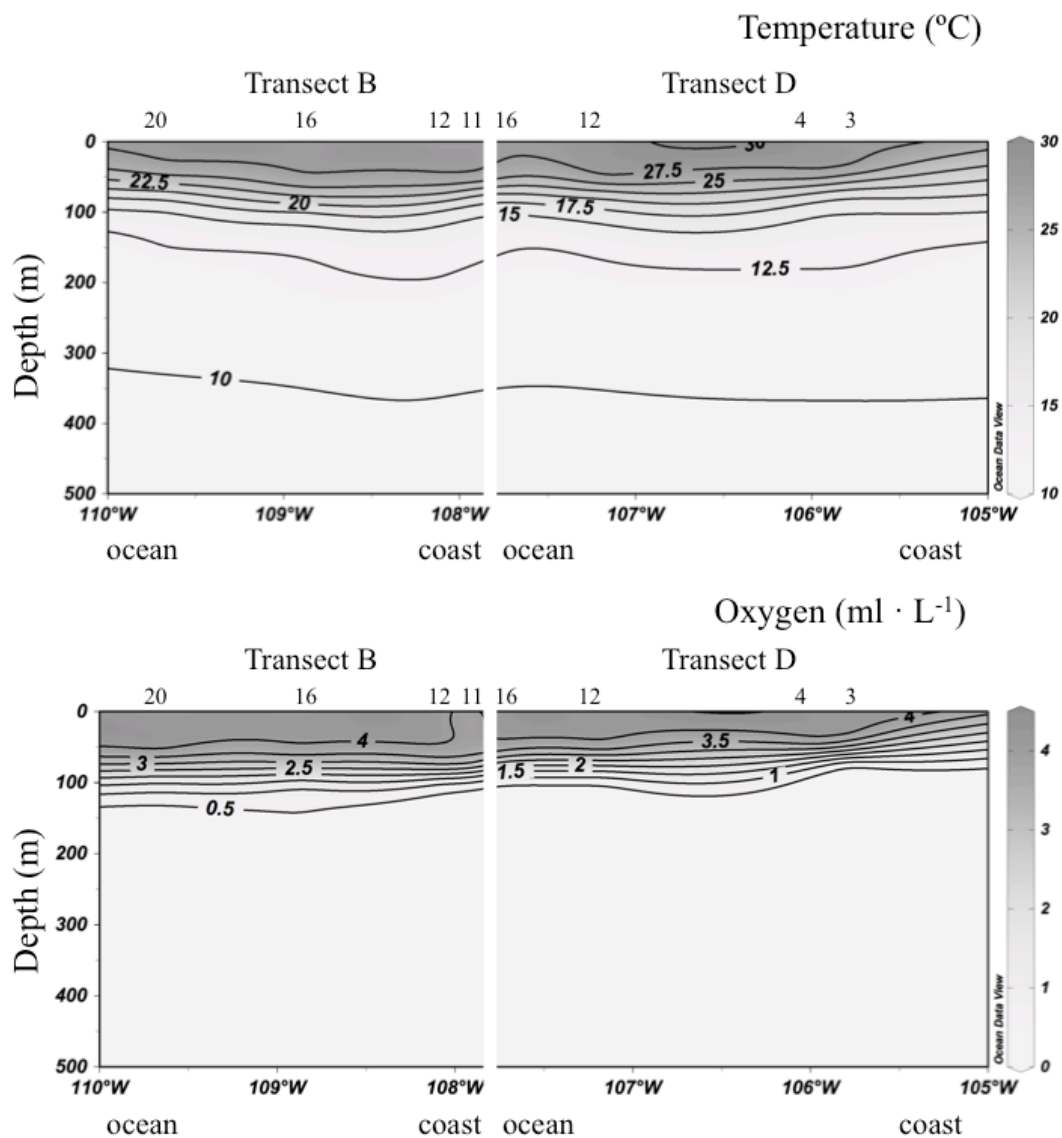 Temperature (ºC)
Transect B Transect D
20 16 12 11 16 12 4 3
0 30 30
27.5
22.5 25
20 17.5
100 15 25
12.5
200
20
300
10
400 15
500 10
110°W 109°W 108°W 107°W 106°W 105°W
ocean coast ocean coast
Depth (m)
Ocean Data View
Oxygen (ml · L-1)
Transect B Transect D
20 16 12 11 16 12 4 3
0 4
4 3.5 4
3 2.5 2
1.5 1
100
0.5
3
200
300 2
400 1
500 0
110°W 109°W 108°W 107°W 106°W 105°W
ocean coast ocean coast
Depth (m)
Ocean Data View